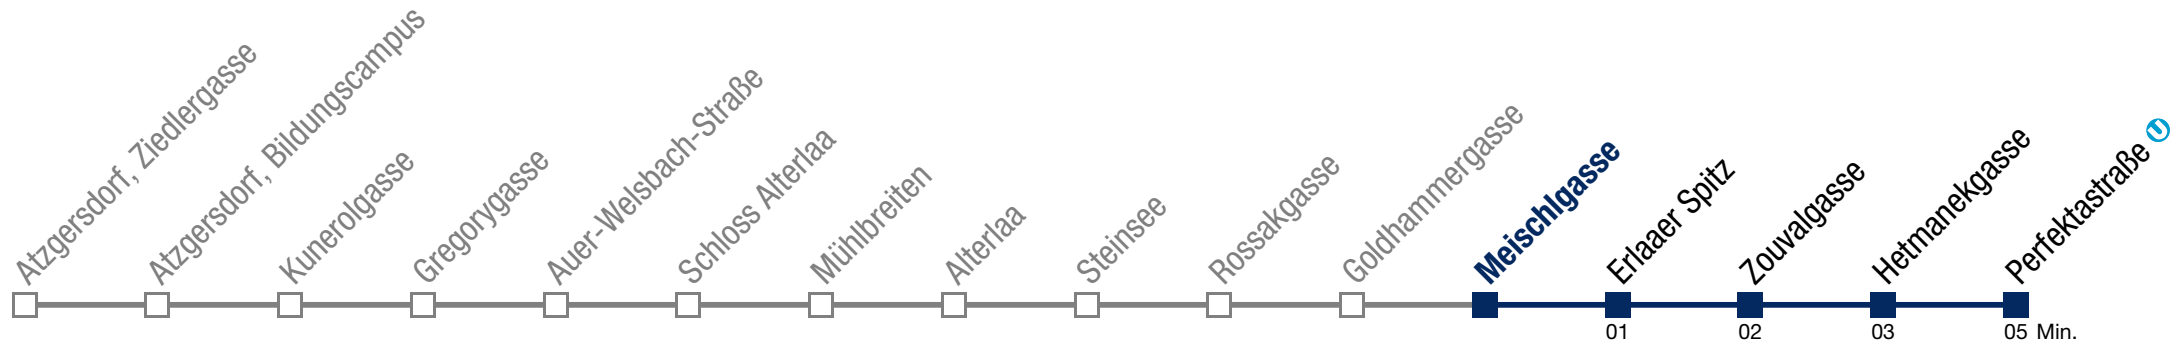 Atzgersdorf, Ziedlergasse
Atzgersdorf, Bildungscampus
Kunerolgasse
Gregorygasse
Auer-Welsbach-Straße
Schloss Alterlaa
Mühlbreiten
Alterlaa
Steinsee
Rossakgasse
Goldhammergasse
Meischlgasse
Erlaaer Spitz
Zouvalgasse
Hetmanekgasse
Perfektastraße U
01 02 03 05 Min.